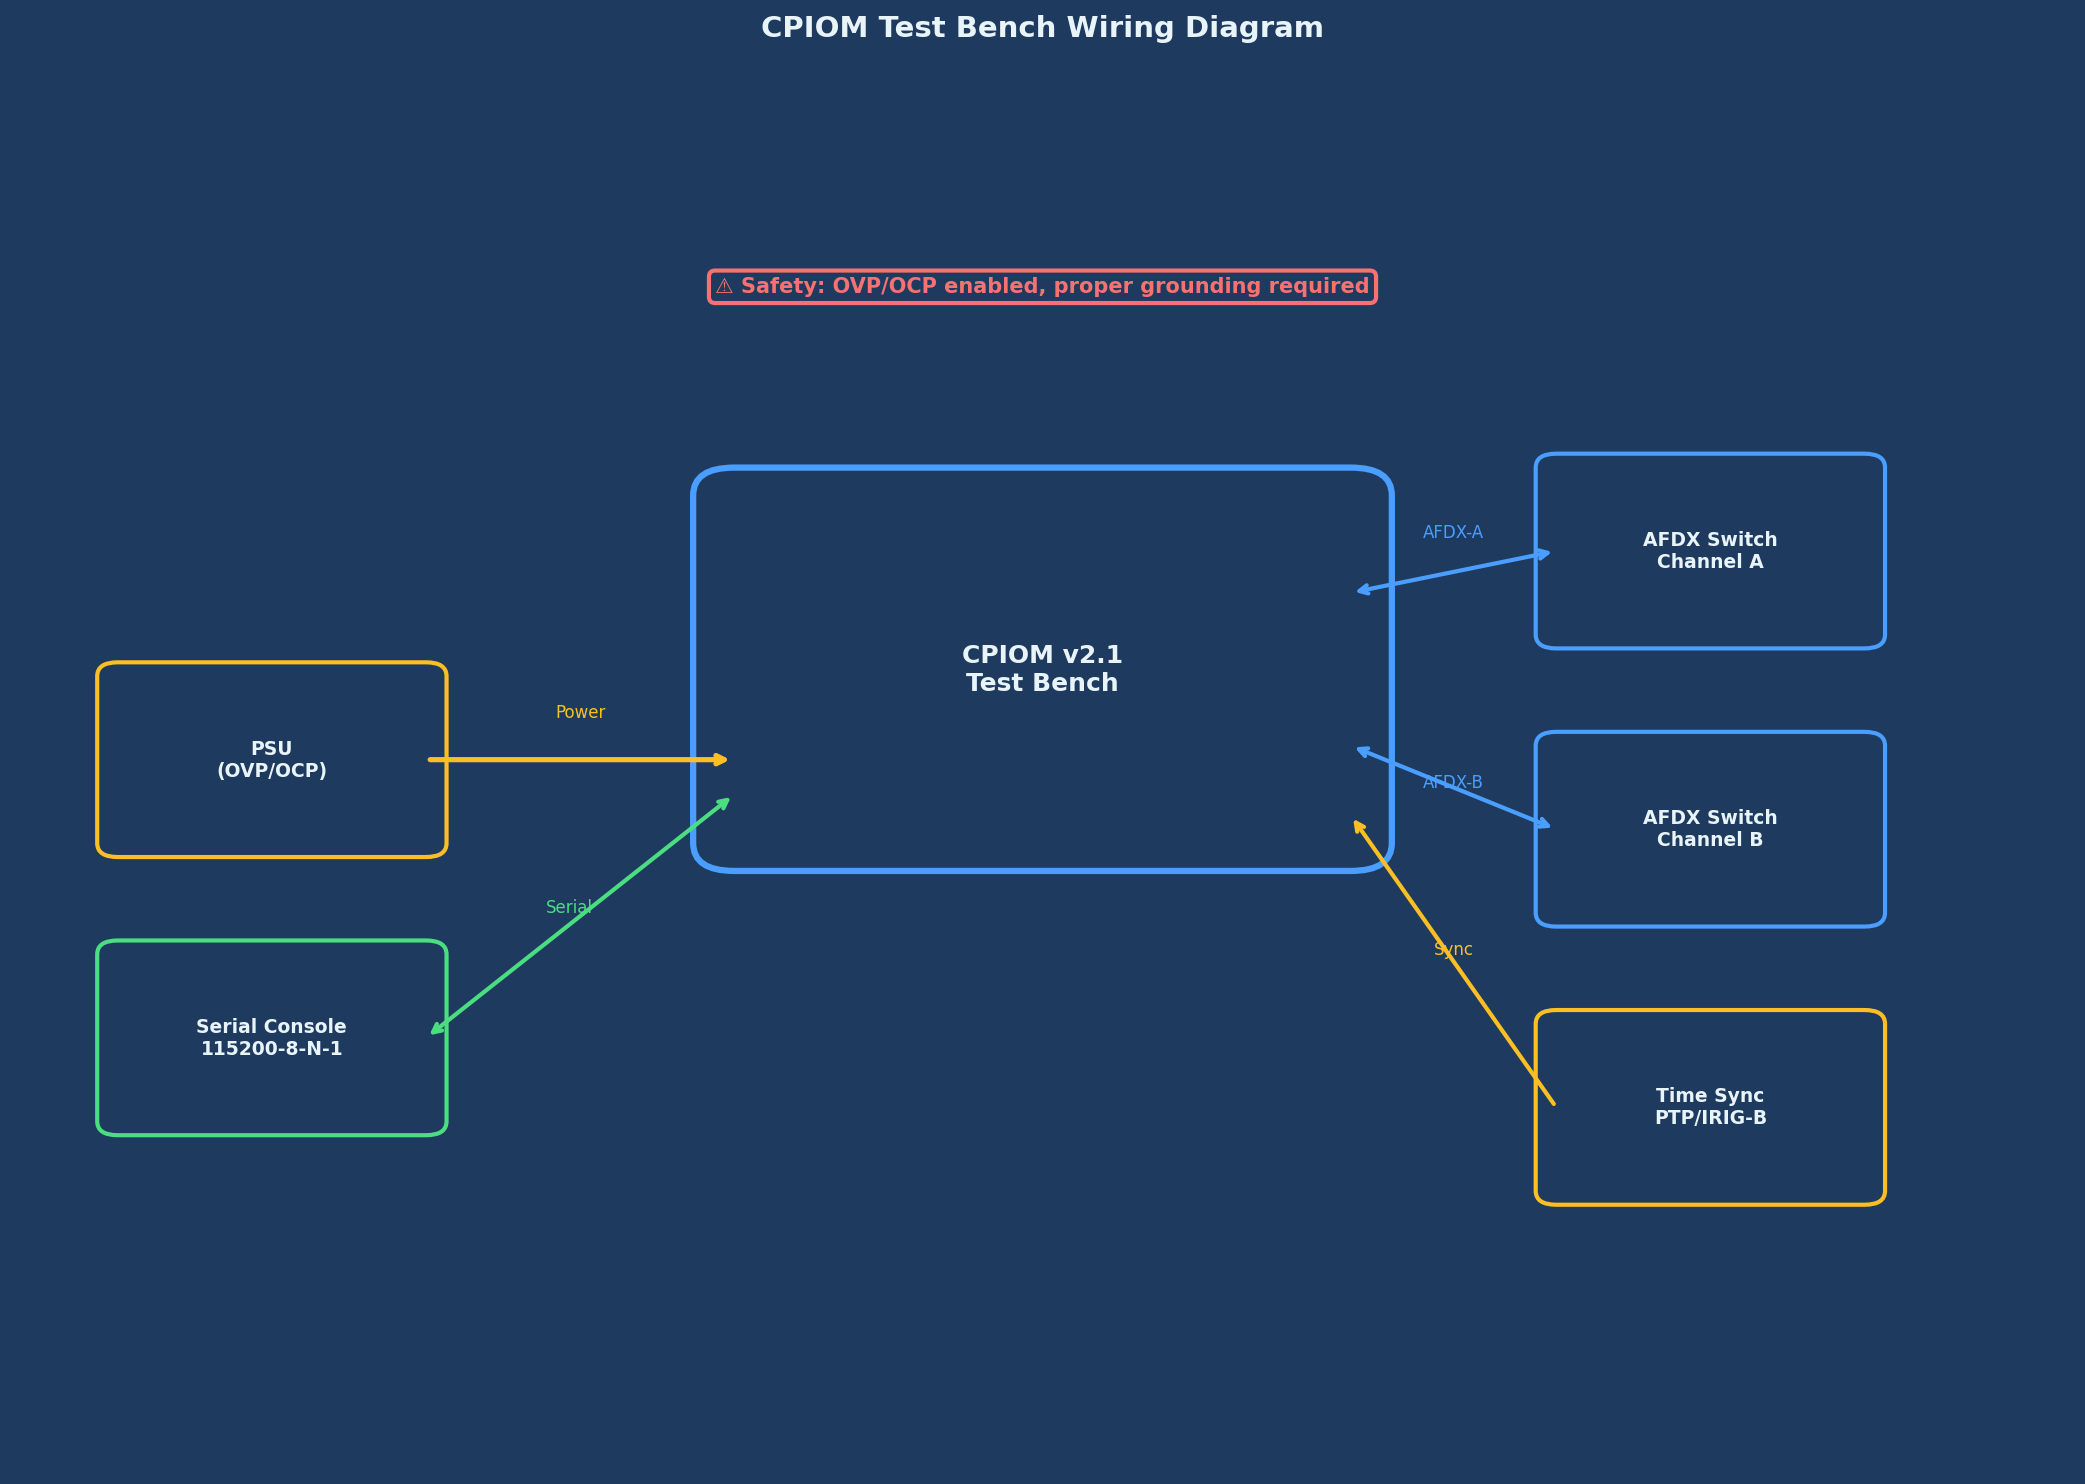 CPIOM Test Bench Wiring Diagram
⚠ Safety: OVP/OCP enabled, proper grounding required
AFDX-A
AFDX Switch
Channel A
CPIOM v2.1
Test Bench
Power
PSU
(OVP/OCP)
AFDX-B
AFDX Switch
Channel B
Serial
Sync
Serial Console
115200-8-N-1
Time Sync
PTP/IRIG-B